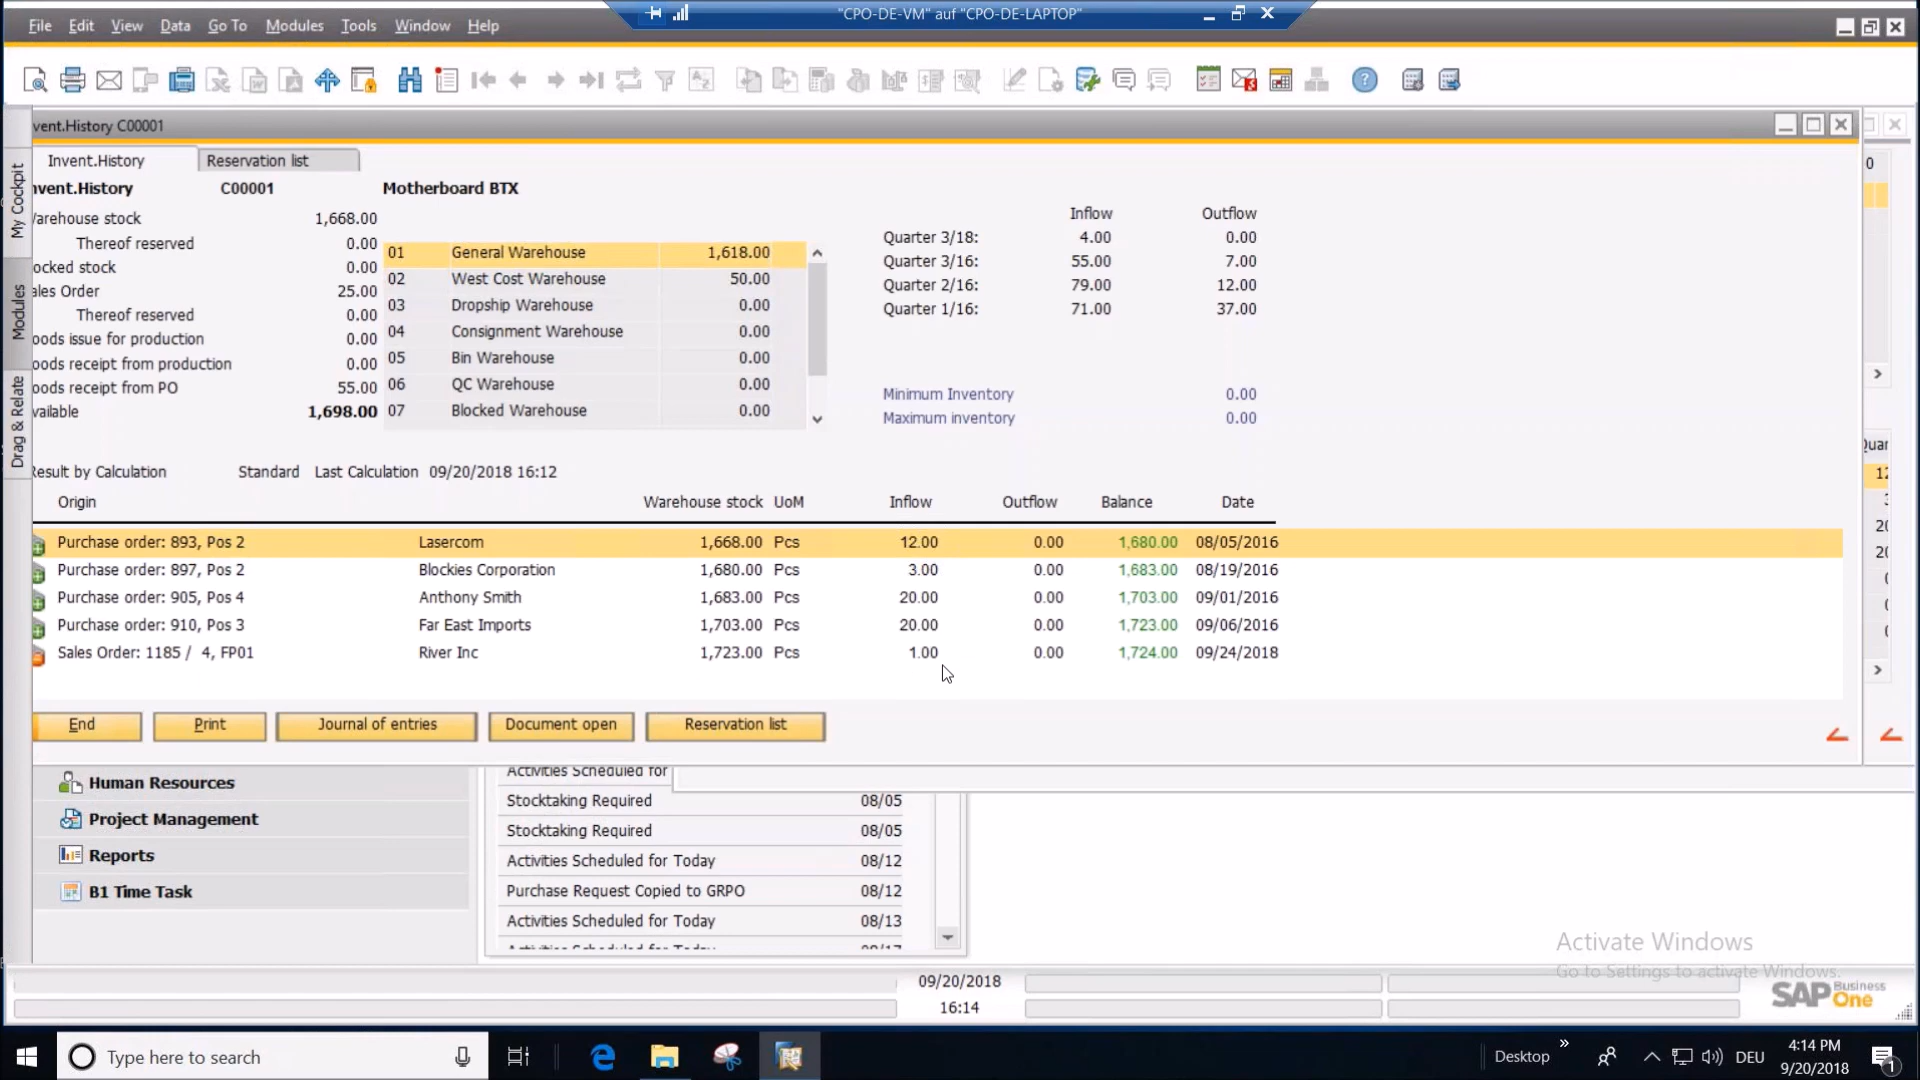 "CPO-DE-VM" auf "CPO-DE-LAPTOP"
File Edit View Data Go To Modules Tools Window Help
vent.History C00001
Invent.History Reservation list
nvent.History C00001 Motherboard BTX
Inflow Outflow
Quarter 3/18: 4.00 0.00
Quarter 3/16: 55.00 7.00
Quarter 2/16: 79.00 12.00
Quarter 1/16: 71.00 37.00
Minimum Inventory 0.00
Maximum inventory 0.00
arehouse stock 1,668.00
Thereof reserved 0.00
ocked stock 0.00
ales Order 25.00
Thereof reserved 0.00
oods issue for production 0.00
oods receipt from production 0.00
oods receipt from PO 55.00
vailable 1,698.00
01 General Warehouse 1,618.00
02 West Cost Warehouse 50.00
03 Dropship Warehouse 0.00
04 Consignment Warehouse 0.00
05 Bin Warehouse 0.00
06 QC Warehouse 0.00
07 Blocked Warehouse 0.00
My Cockpit
Modules
Drag & Relate
Result by Calculation Standard Last Calculation 09/20/2018 16:12
Origin Warehouse stock UoM Inflow Outflow Balance Date
Purchase order: 893, Pos 2 Lasercom 1,668.00 Pcs 12.00 0.00 1,680.00 08/05/2016
Purchase order: 897, Pos 2 Blockies Corporation 1,680.00 Pcs 3.00 0.00 1,683.00 08/19/2016
Purchase order: 905, Pos 4 Anthony Smith 1,683.00 Pcs 20.00 0.00 1,703.00 09/01/2016
Purchase order: 910, Pos 3 Far East Imports 1,703.00 Pcs 20.00 0.00 1,723.00 09/06/2016
Sales Order: 1185 / 4, FP01 River Inc 1,723.00 Pcs 1.00 0.00 1,724.00 09/24/2018
End Print Journal of entries Document open Reservation list
Human Resources
Project Management
Reports
B1 Time Task
Activities Scheduled for
Stocktaking Required 08/05
Stocktaking Required 08/05
Activities Scheduled for Today 08/12
Purchase Request Copied to GRPO 08/12
Activities Scheduled for Today 08/13
Activities Scheduled for Today 08/17
Activate Windows
Go to Settings to activate Windows.
09/20/2018
16:14
SAP Business One
Type here to search
Desktop
DEU
4:14 PM
9/20/2018
1